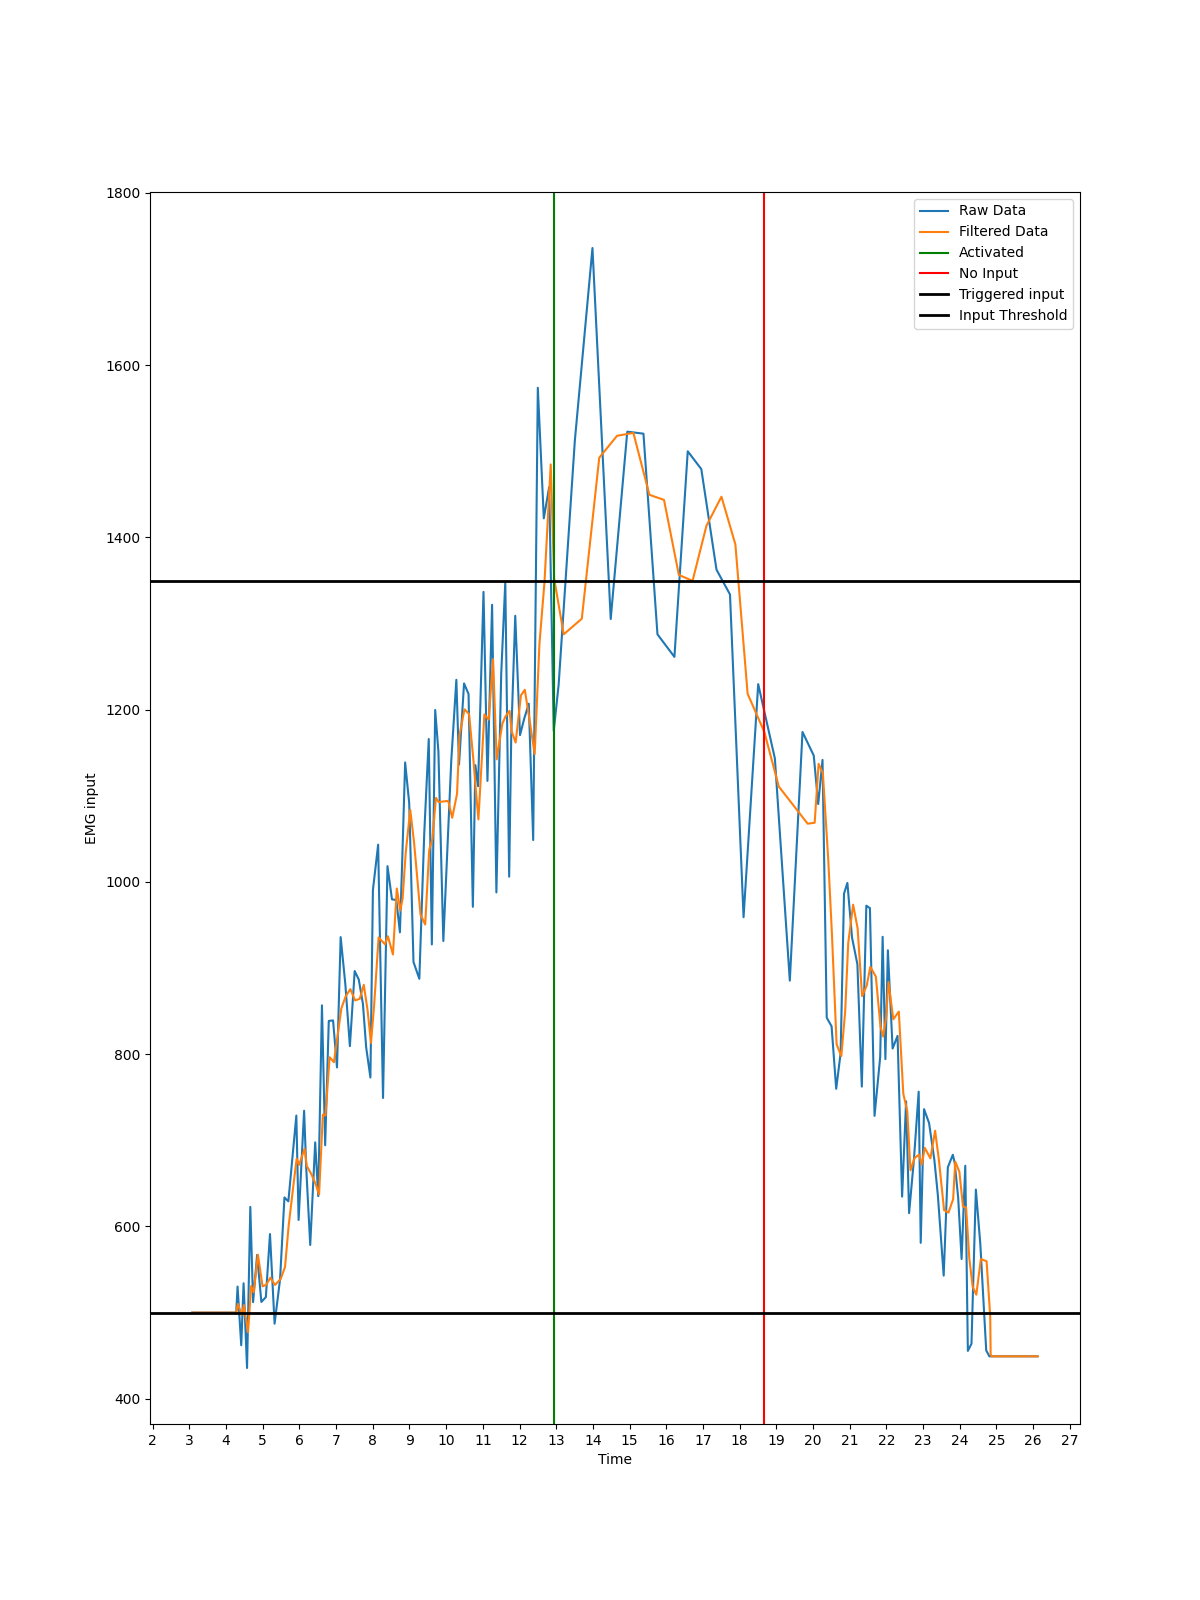 1800
1600
1400
1200
1000
800
600
400
EMG input
Raw Data
Filtered Data
Activated
No Input
Triggered input
Input Threshold
2 3 4 5 6 7 8 9 10 11 12 13 14 15 16 17 18 19 20 21 22 23 24 25 26 27
Time